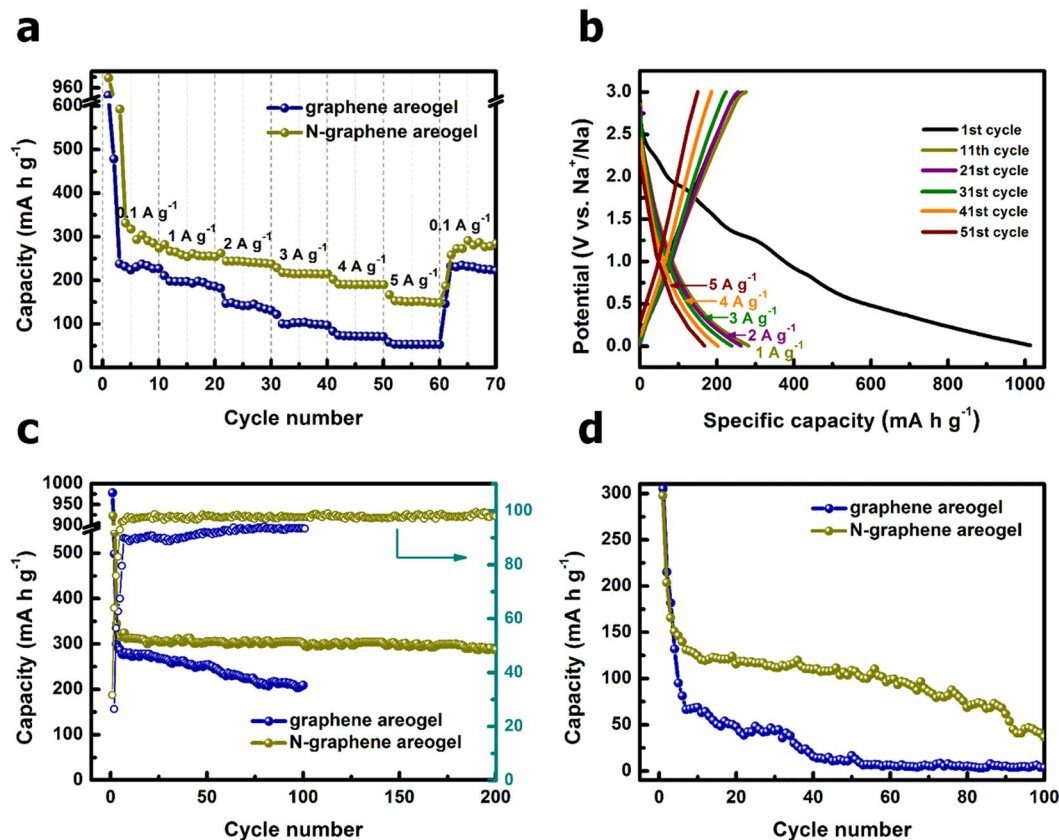 a
960
600
500
400
300
200
100
0
Capacity (mA h g⁻¹)
graphene areogel
N-graphene areogel
0.1 A g⁻¹
1 A g⁻¹
2 A g⁻¹
3 A g⁻¹
4 A g⁻¹
5 A g⁻¹
0.1 A g⁻¹
0 10 20 30 40 50 60 70
Cycle number
b
3.0
2.5
2.0
1.5
1.0
0.5
0.0
Potential (V vs. Na⁺/Na)
1st cycle
11th cycle
21st cycle
31st cycle
41st cycle
51st cycle
5 A g⁻¹
4 A g⁻¹
3 A g⁻¹
2 A g⁻¹
1 A g⁻¹
0 200 400 600 800 1000
Specific capacity (mA h g⁻¹)
c
1000
950
900
500
400
300
200
100
0
Capacity (mA h g⁻¹)
100
80
60
40
20
0
graphene areogel
N-graphene areogel
0 50 100 150 200
Cycle number
d
300
250
200
150
100
50
0
Capacity (mA h g⁻¹)
graphene areogel
N-graphene areogel
0 20 40 60 80 100
Cycle number